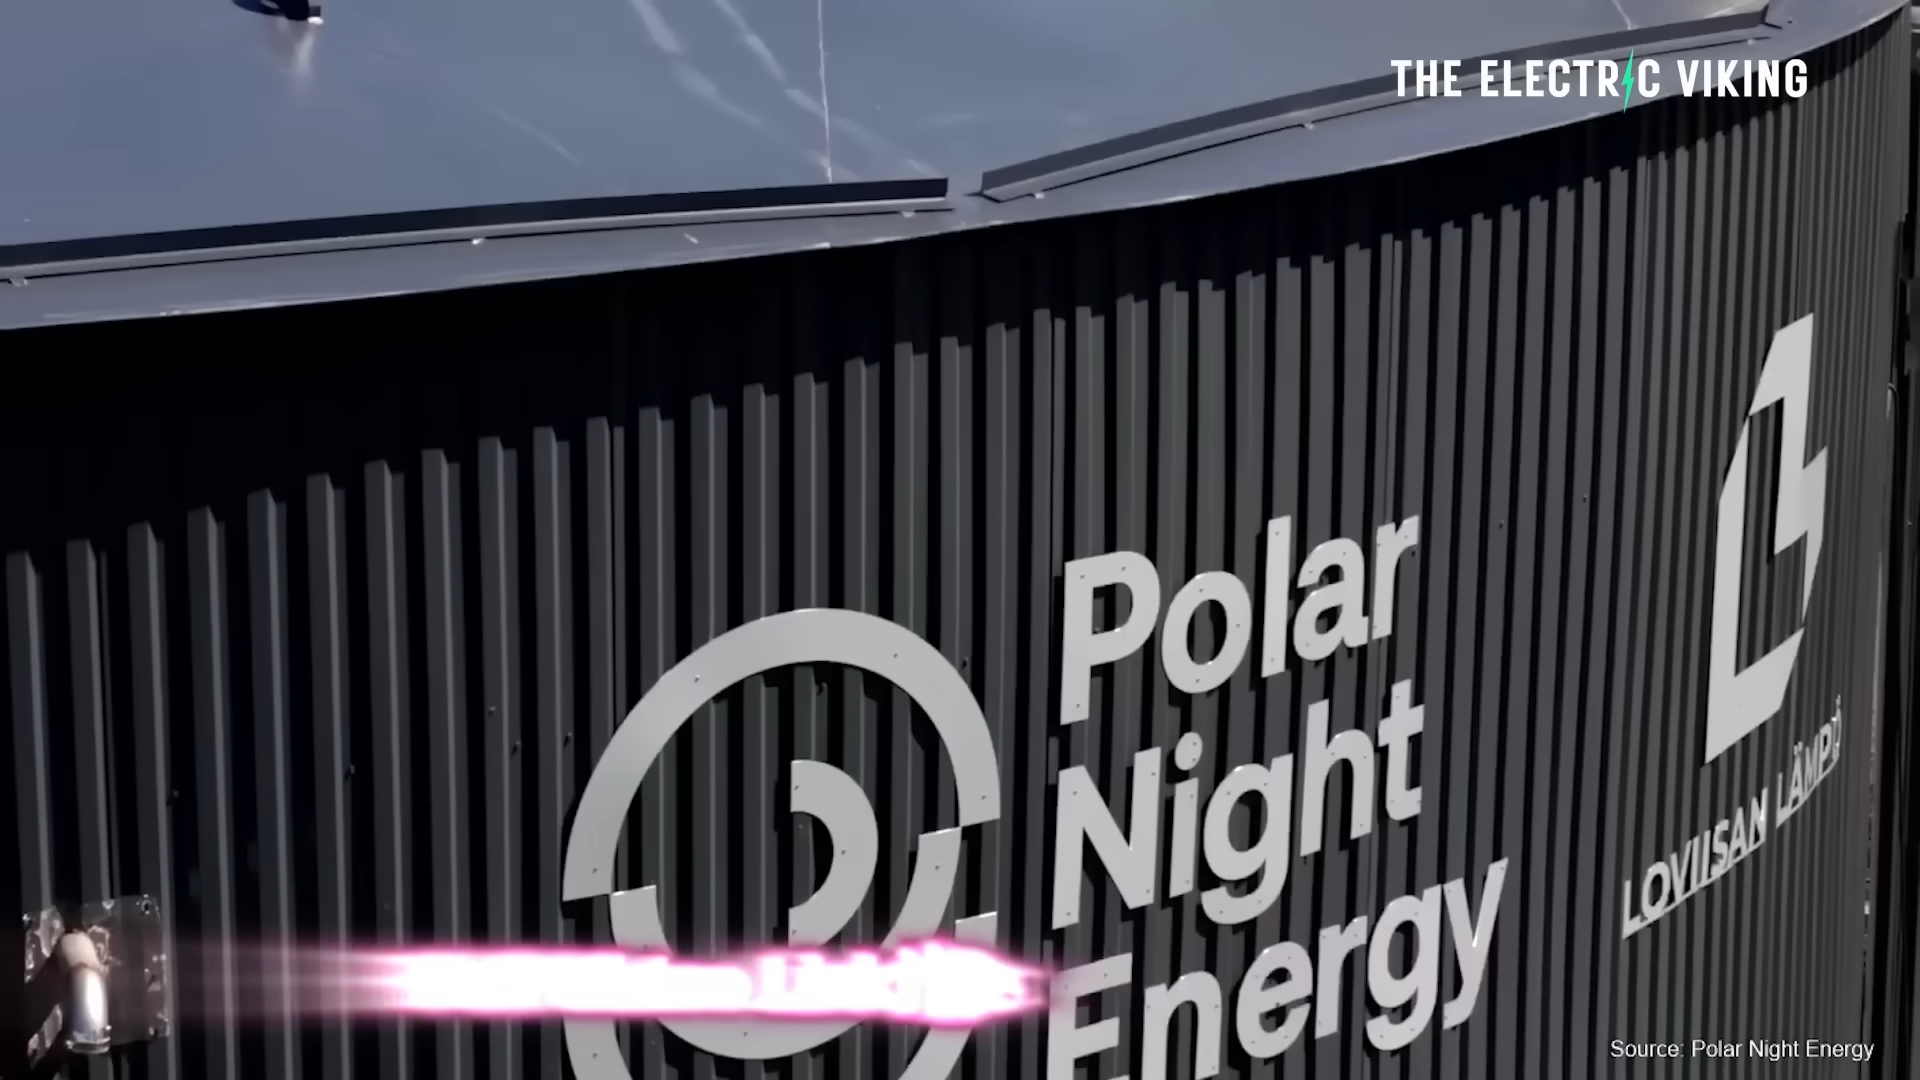 THE ELECTRIC VIKING
Polar
Night
Energy
LOVIISAN LÄMPÖ
Source: Polar Night Energy